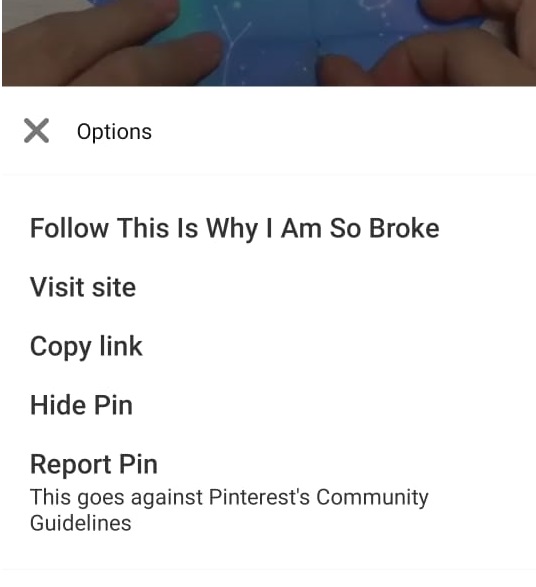 Options
Follow This Is Why I Am So Broke
Visit site
Copy link
Hide Pin
Report Pin
This goes against Pinterest's Community
Guidelines